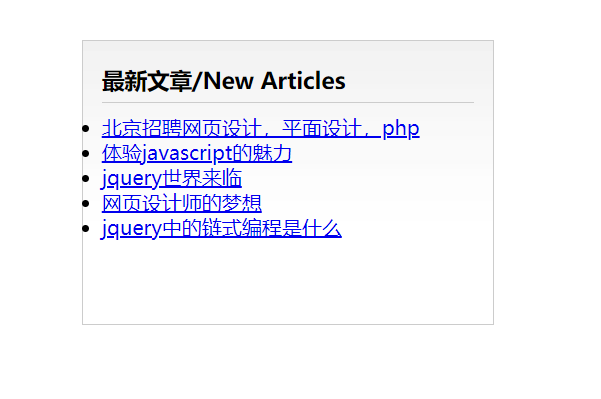 最新文章/New Articles
北京招聘网页设计，平面设计，php
体验javascript的魅力
jquery世界来临
网页设计师的梦想
jquery中的链式编程是什么